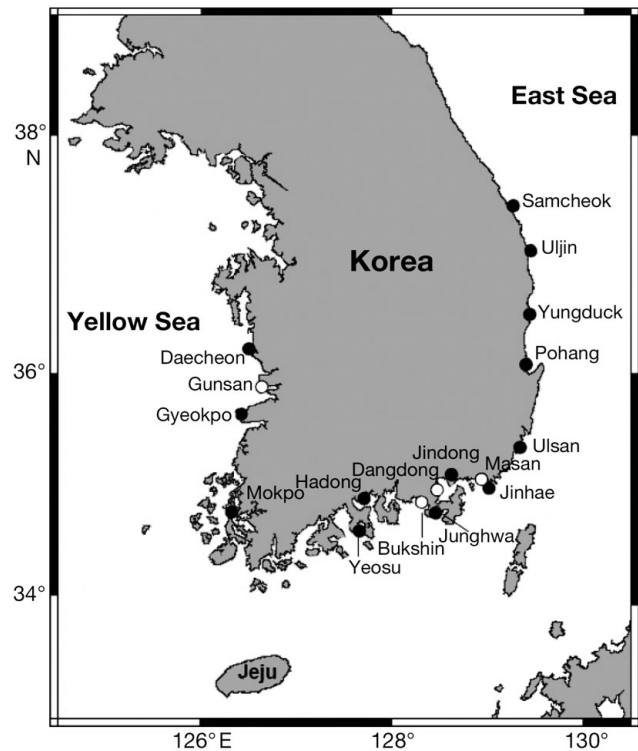 East Sea
38°
N
Samcheok
Korea
Uljin
Yellow Sea
Yungduck
Daecheon
Pohang
36°
Gunsan
Gyeokpo
Ulsan
Jindong
Masan
Hadong
Dangdong
Mokpo
Jinhae
Junghwa
Bukshin
Yeosu
34°
Jeju
126°E
128°
130°